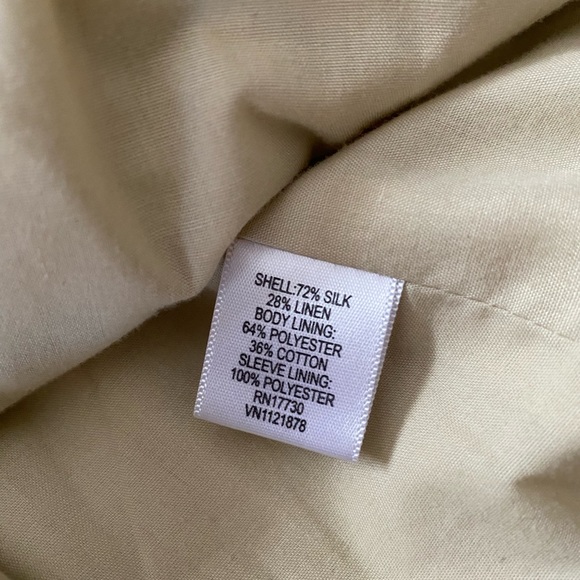 SHELL:72% SILK
28% LINEN
BODY LINING:
64% POLYESTER
36% COTTON
SLEEVE LINING:
100% POLYESTER
RN17730
VN1121878